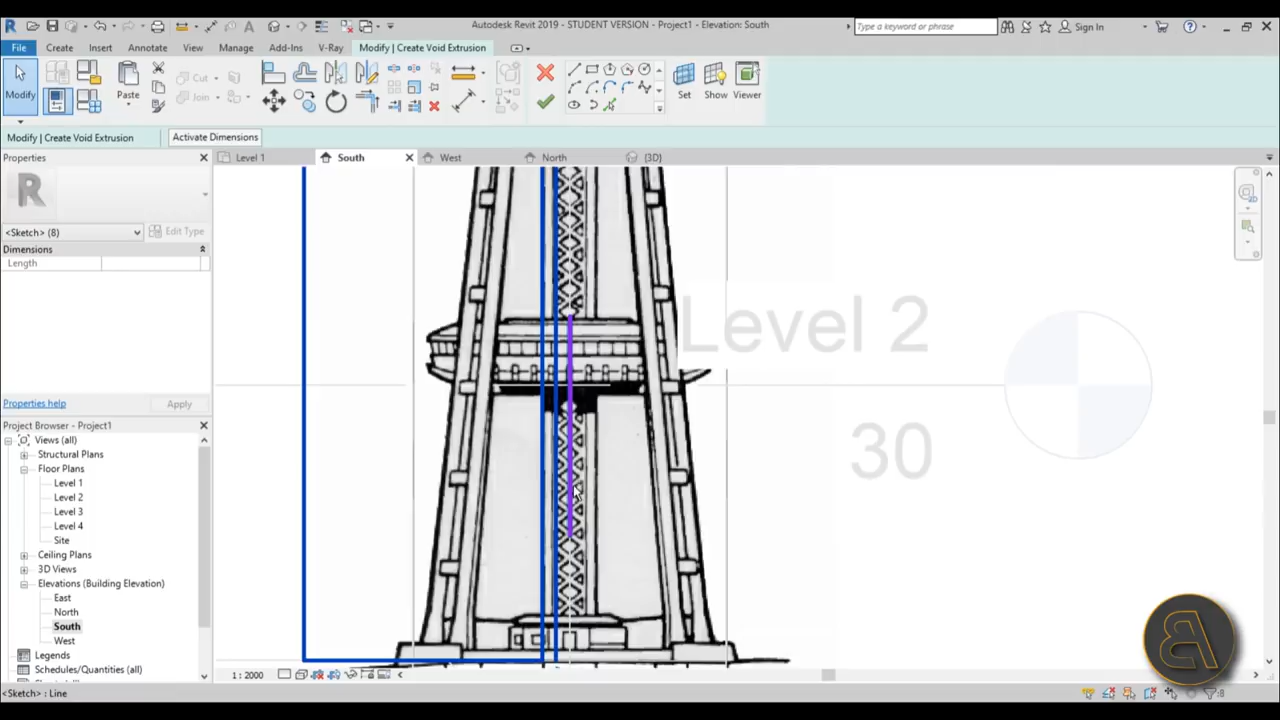 Autodesk Revit 2019 - STUDENT VERSION - Project1 - Elevation: South
Type a keyword or phrase
Sign In
File
Create
Insert
Annotate
View
Manage
Add-Ins
V-Ray
Modify | Create Void Extrusion
Modify
Paste
Cut
Join
Set
Show
Viewer
Modify | Create Void Extrusion
Activate Dimensions
Properties
Level 1
South
West
North
{3D}
R
<Sketch> (8)
Edit Type
Dimensions
Length
Level 2
30
Properties help
Apply
Project Browser - Project1
Views (all)
Structural Plans
Floor Plans
Level 1
Level 2
Level 3
Level 4
Site
Ceiling Plans
3D Views
Elevations (Building Elevation)
East
North
South
West
Legends
Schedules/Quantities (all)
1 : 2000
<Sketch> : Line
:8